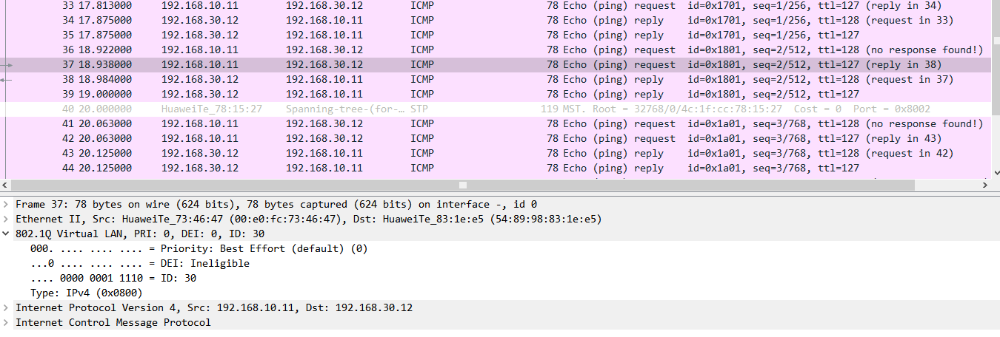 33 17.813000 192.168.10.11 192.168.30.12 ICMP 78 Echo (ping) request id=0x1701, seq=1/256, ttl=127 (reply in 34)
34 17.875000 192.168.30.12 192.168.10.11 ICMP 78 Echo (ping) reply id=0x1701, seq=1/256, ttl=128 (request in 33)
35 17.875000 192.168.30.12 192.168.10.11 ICMP 78 Echo (ping) reply id=0x1701, seq=1/256, ttl=127
36 18.922000 192.168.10.11 192.168.30.12 ICMP 78 Echo (ping) request id=0x1801, seq=2/512, ttl=128 (no response found!)
37 18.938000 192.168.10.11 192.168.30.12 ICMP 78 Echo (ping) request id=0x1801, seq=2/512, ttl=127 (reply in 38)
38 18.984000 192.168.30.12 192.168.10.11 ICMP 78 Echo (ping) reply id=0x1801, seq=2/512, ttl=128 (request in 37)
39 19.000000 192.168.30.12 192.168.10.11 ICMP 78 Echo (ping) reply id=0x1801, seq=2/512, ttl=127
40 20.000000 HuaweiTe_78:15:27 Spanning-tree-(for-… STP 119 MST. Root = 32768/0/4c:1f:cc:78:15:27 Cost = 0 Port = 0x8002
41 20.063000 192.168.10.11 192.168.30.12 ICMP 78 Echo (ping) request id=0x1a01, seq=3/768, ttl=128 (no response found!)
42 20.063000 192.168.10.11 192.168.30.12 ICMP 78 Echo (ping) request id=0x1a01, seq=3/768, ttl=127 (reply in 43)
43 20.125000 192.168.30.12 192.168.10.11 ICMP 78 Echo (ping) reply id=0x1a01, seq=3/768, ttl=128 (request in 42)
44 20.125000 192.168.30.12 192.168.10.11 ICMP 78 Echo (ping) reply id=0x1a01, seq=3/768, ttl=127
Frame 37: 78 bytes on wire (624 bits), 78 bytes captured (624 bits) on interface -, id 0
Ethernet II, Src: HuaweiTe_73:46:47 (00:e0:fc:73:46:47), Dst: HuaweiTe_83:1e:e5 (54:89:98:83:1e:e5)
802.1Q Virtual LAN, PRI: 0, DEI: 0, ID: 30
000. .... .... .... = Priority: Best Effort (default) (0)
...0 .... .... .... = DEI: Ineligible
.... 0000 0001 1110 = ID: 30
Type: IPv4 (0x0800)
Internet Protocol Version 4, Src: 192.168.10.11, Dst: 192.168.30.12
Internet Control Message Protocol